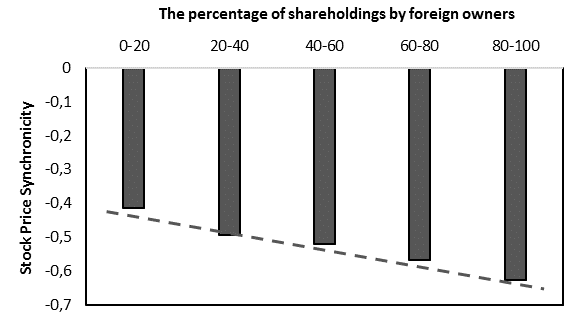 The percentage of shareholdings by foreign owners
0-20 20-40 40-60 60-80 80-100
0
-0,1
-0,2
-0,3
-0,4
-0,5
-0,6
-0,7
Stock Price Synchronicity